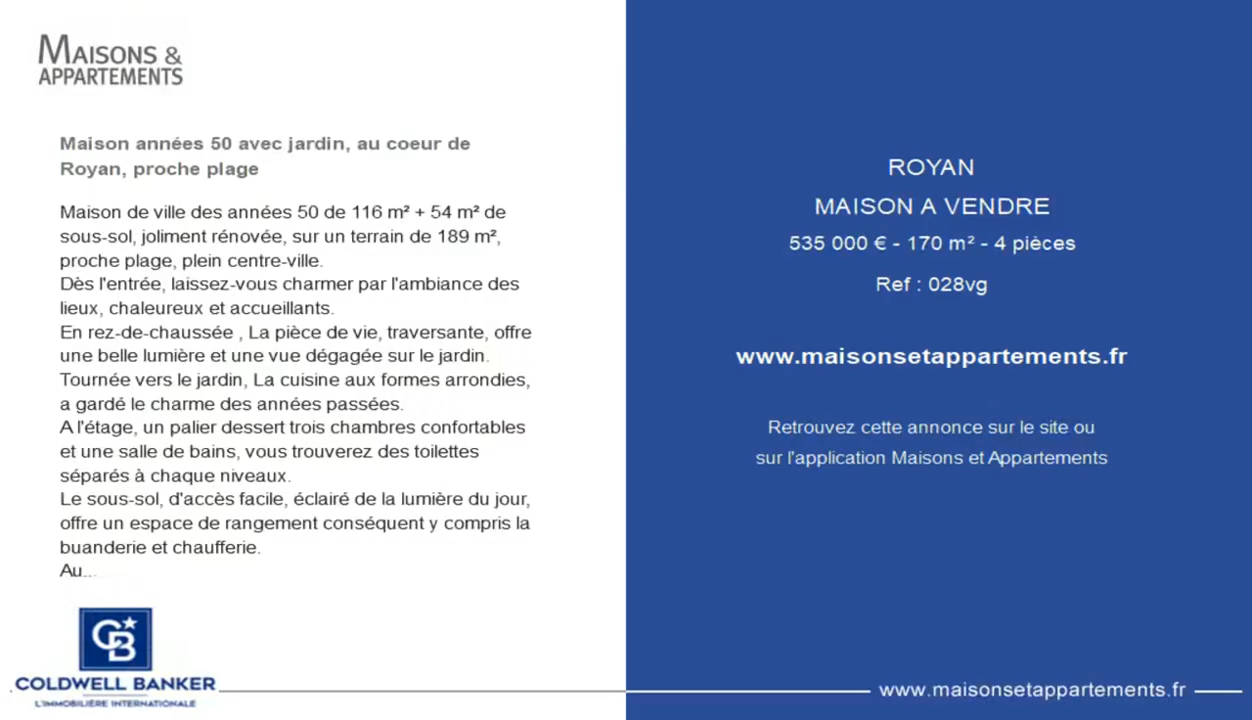 MAISONS &
APPARTEMENTS
Maison années 50 avec jardin, au coeur de
Royan, proche plage
Maison de ville des années 50 de 116 m² + 54 m² de
sous-sol, joliment rénovée, sur un terrain de 189 m²,
proche plage, plein centre-ville.
Dès l'entrée, laissez-vous charmer par l'ambiance des
lieux, chaleureux et accueillants.
En rez-de-chaussée , La pièce de vie, traversante, offre
une belle lumière et une vue dégagée sur le jardin.
Tournée vers le jardin, La cuisine aux formes arrondies,
a gardé le charme des années passées.
A l'étage, un palier dessert trois chambres confortables
et une salle de bains, vous trouverez des toilettes
séparés à chaque niveaux.
Le sous-sol, d'accès facile, éclairé de la lumière du jour,
offre un espace de rangement conséquent y compris la
buanderie et chaufferie.
Au...
CB
COLDWELL BANKER
L'IMMOBILIÈRE INTERNATIONALE
ROYAN
MAISON A VENDRE
535 000 € - 170 m² - 4 pièces
Ref : 028vg
www.maisonsetappartements.fr
Retrouvez cette annonce sur le site ou
sur l'application Maisons et Appartements
www.maisonsetappartements.fr